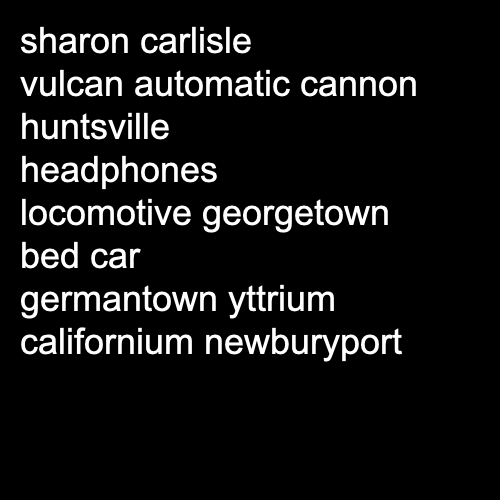 sharon carlisle
vulcan automatic cannon
huntsville
headphones
locomotive georgetown
bed car
germantown yttrium
californium newburyport